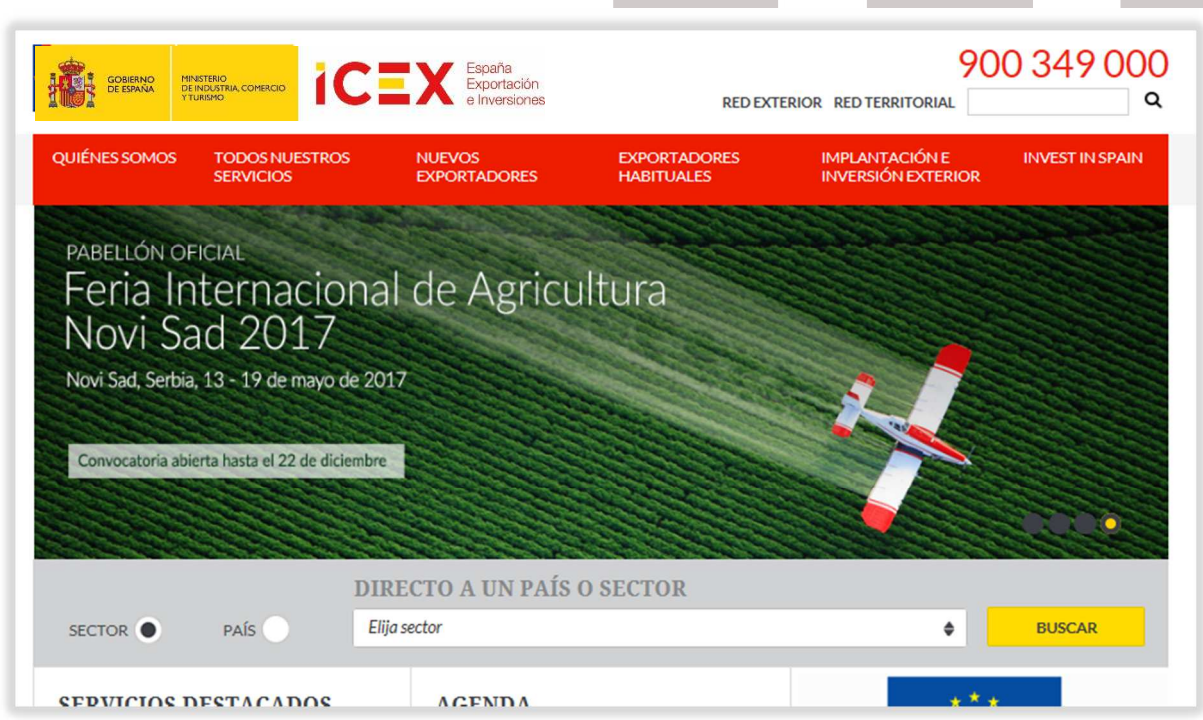 GOBIERNO
DE ESPAÑA
MINISTERIO
DE INDUSTRIA, COMERCIO
Y TURISMO
ICEX
España
Exportación
e Inversiones
900 349 000
RED EXTERIOR RED TERRITORIAL
QUIÉNES SOMOS
TODOS NUESTROS
SERVICIOS
NUEVOS
EXPORTADORES
EXPORTADORES
HABITUALES
IMPLANTACIÓN E
INVERSIÓN EXTERIOR
INVEST IN SPAIN
PABELLÓN OFICIAL
Feria Internacional de Agricultura
Novi Sad 2017
Novi Sad, Serbia, 13 - 19 de mayo de 2017
Convocatoria abierta hasta el 22 de diciembre
DIRECTO A UN PAÍS O SECTOR
SECTOR
PAÍS
Elija sector
BUSCAR
SERVICIOS DESTACADOS
AGENDA